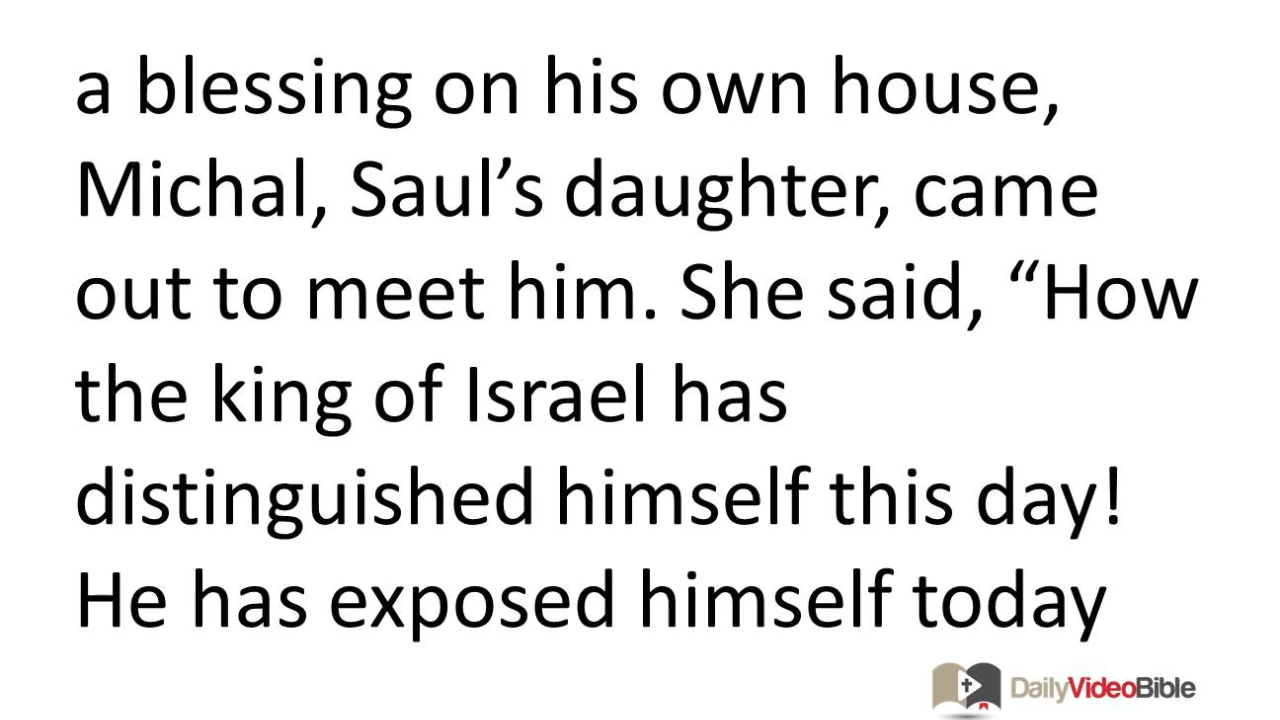 a blessing on his own house,
Michal, Saul’s daughter, came
out to meet him. She said, “How
the king of Israel has
distinguished himself this day!
He has exposed himself today
DailyVideoBible